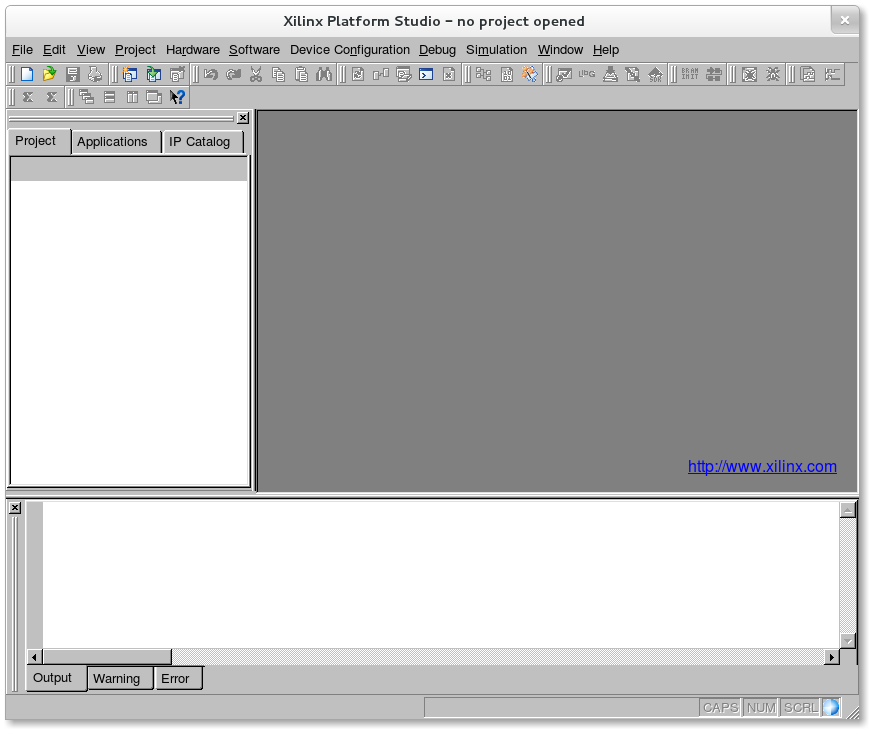 Xilinx Platform Studio – no project opened
File Edit View Project Hardware Software Device Configuration Debug Simulation Window Help
Project Applications IP Catalog
http://www.xilinx.com
Output Warning Error
CAPS NUM SCRL